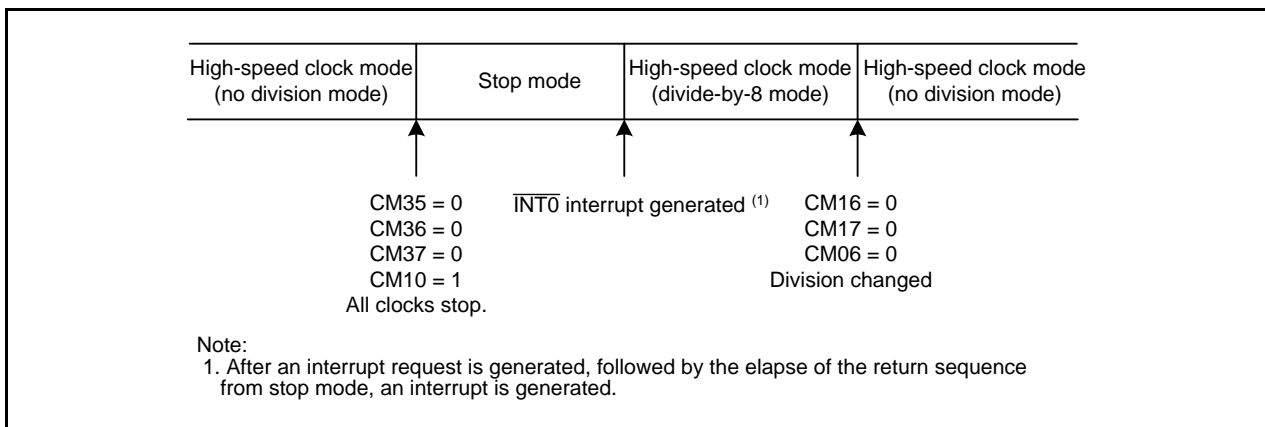 High-speed clock mode
(no division mode)
Stop mode
High-speed clock mode
(divide-by-8 mode)
High-speed clock mode
(no division mode)
CM35 = 0
CM36 = 0
CM37 = 0
CM10 = 1
All clocks stop.
INT0 interrupt generated (1)
CM16 = 0
CM17 = 0
CM06 = 0
Division changed
Note:
1. After an interrupt request is generated, followed by the elapse of the return sequence
from stop mode, an interrupt is generated.